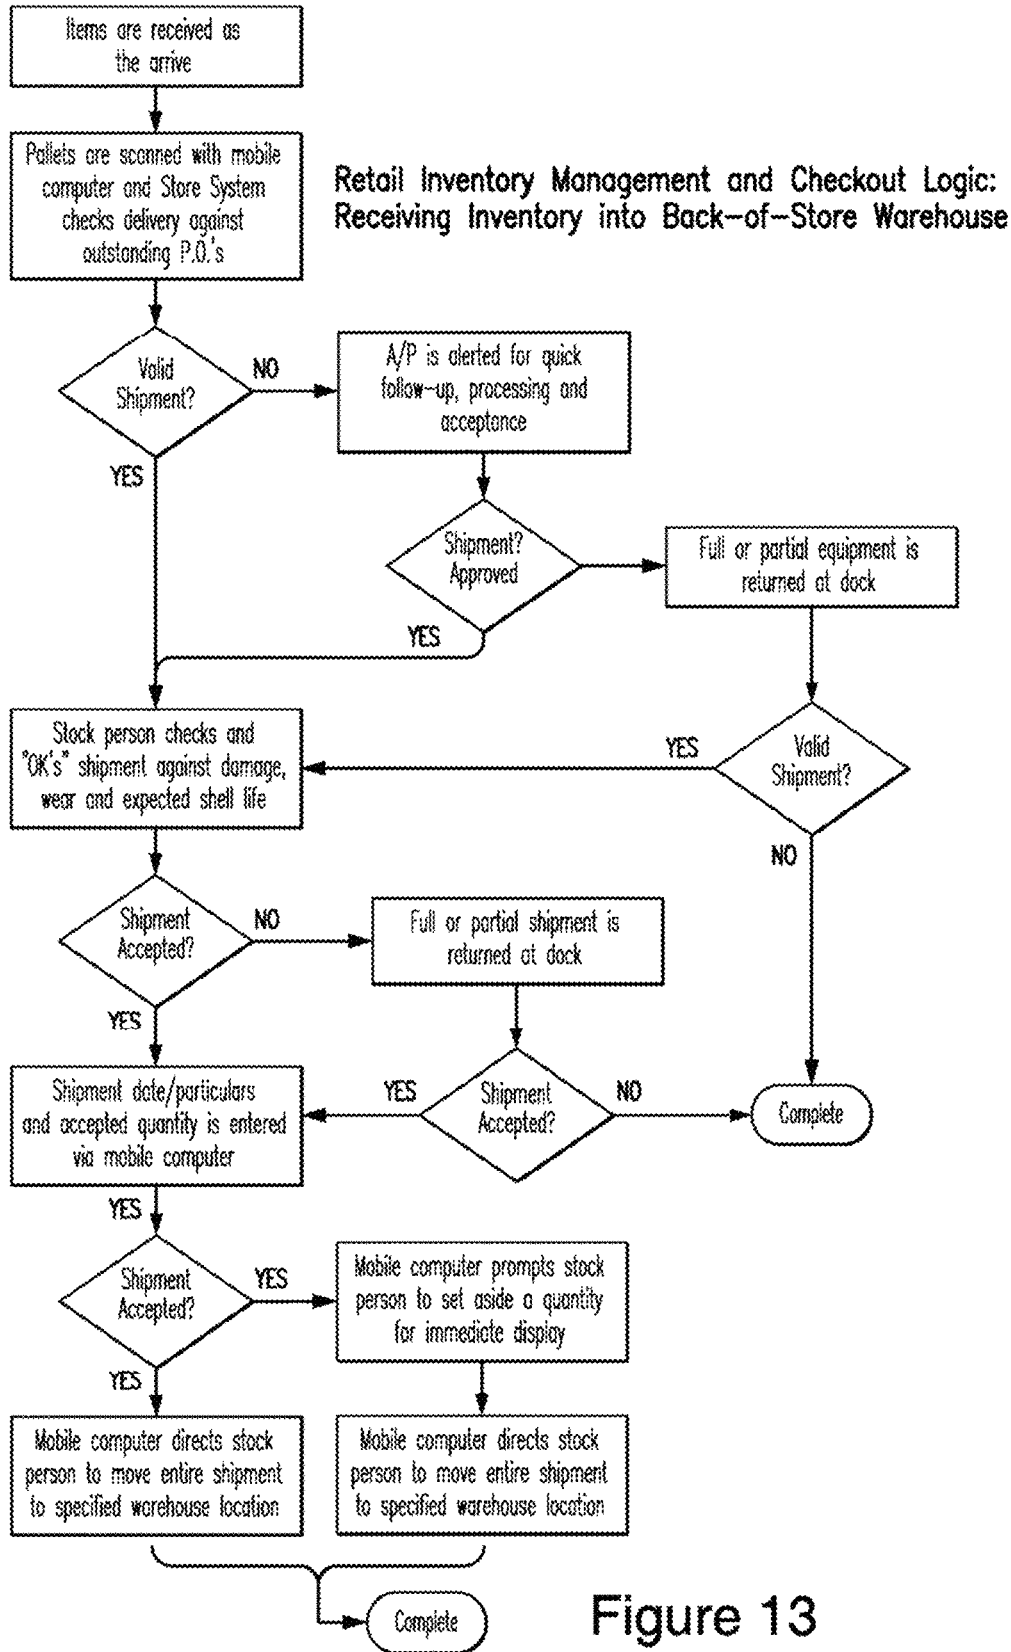 Items are received as
the arrive
Pallets are scanned with mobile
computer and Store System
checks delivery against
outstanding P.O.'s
Retail Inventory Management and Checkout Logic:
Receiving Inventory into Back-of-Store Warehouse
Valid
Shipment?
NO
YES
A/P is alerted for quick
follow-up, processing and
acceptance
Shipment?
Approved
YES
Full or partial equipment is
returned at dock
Valid
Shipment?
YES
NO
Stock person checks and
"OK's" shipment against damage,
wear and expected shell life
Shipment
Accepted?
NO
YES
Full or partial shipment is
returned at dock
Shipment
Accepted?
YES
NO
Complete
Shipment date/particulars
and accepted quantity is entered
via mobile computer
YES
Shipment
Accepted?
YES
YES
Mobile computer prompts stock
person to set aside a quantity
for immediate display
Mobile computer directs stock
person to move entire shipment
to specified warehouse location
Mobile computer directs stock
person to move entire shipment
to specified warehouse location
Complete
Figure 13